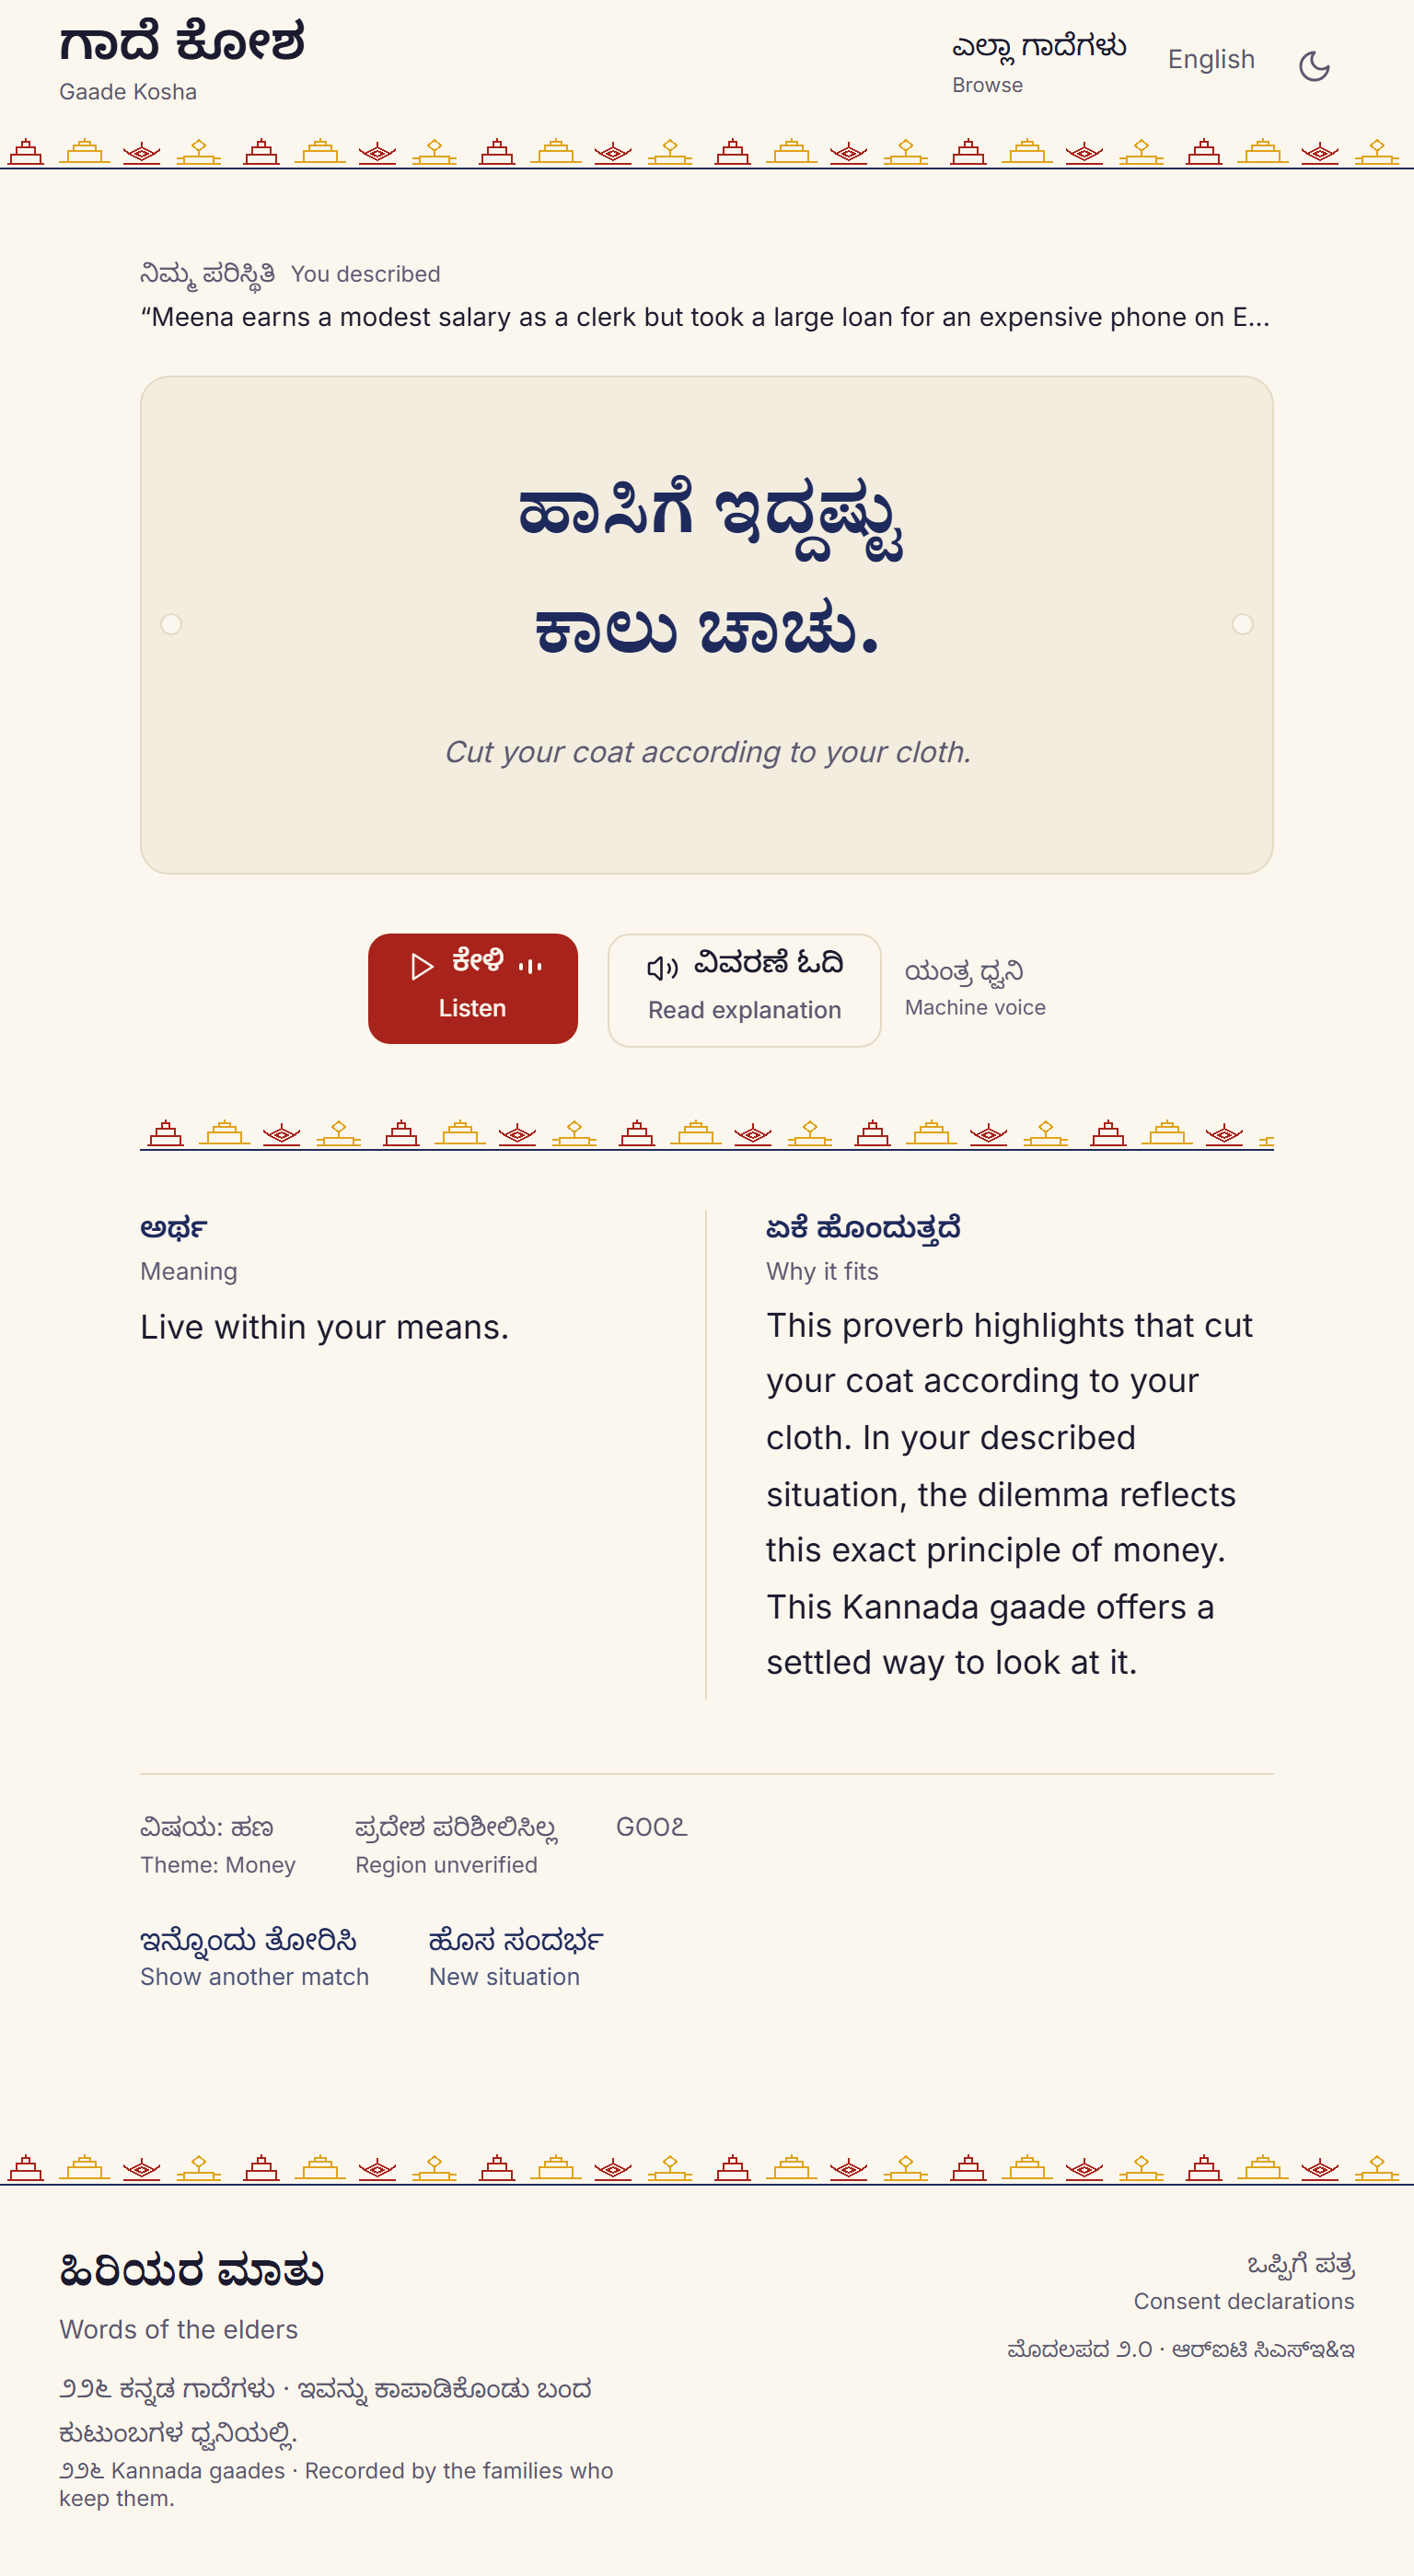 ಗಾದೆ ಕೋಶ
Gaade Kosha
ಎಲ್ಲಾ ಗಾದೆಗಳು
Browse
English
ನಿಮ್ಮ ಪರಿಸ್ಥಿತಿ You described
“Meena earns a modest salary as a clerk but took a large loan for an expensive phone on E…
ಹಾಸಿಗೆ ಇದ್ದಷ್ಟು
ಕಾಲು ಚಾಚು.
Cut your coat according to your cloth.
ಕೇಳಿ
Listen
ವಿವರಣೆ ಓದಿ
Read explanation
ಯಂತ್ರ ಧ್ವನಿ
Machine voice
ಅರ್ಥ
Meaning
Live within your means.
ಏಕೆ ಹೊಂದುತ್ತದೆ
Why it fits
This proverb highlights that cut
your coat according to your
cloth. In your described
situation, the dilemma reflects
this exact principle of money.
This Kannada gaade offers a
settled way to look at it.
ವಿಷಯ: ಹಣ
Theme: Money
ಪ್ರದೇಶ ಪರಿಶೀಲಿಸಿಲ್ಲ
Region unverified
G೦೦೭
ಇನ್ನೊಂದು ತೋರಿಸಿ
Show another match
ಹೊಸ ಸಂದರ್ಭ
New situation
ಹಿರಿಯರ ಮಾತು
Words of the elders
೨೨೬ ಕನ್ನಡ ಗಾದೆಗಳು · ಇವನ್ನು ಕಾಪಾಡಿಕೊಂಡು ಬಂದ
ಕುಟುಂಬಗಳ ಧ್ವನಿಯಲ್ಲಿ.
೨೨೬ Kannada gaades · Recorded by the families who
keep them.
ಒಪ್ಪಿಗೆ ಪತ್ರ
Consent declarations
ಮೊದಲಪದ ೨.೦ · ಆರ್‌ಐಟಿ ಸಿಎಸ್‌ಇ&ಇ